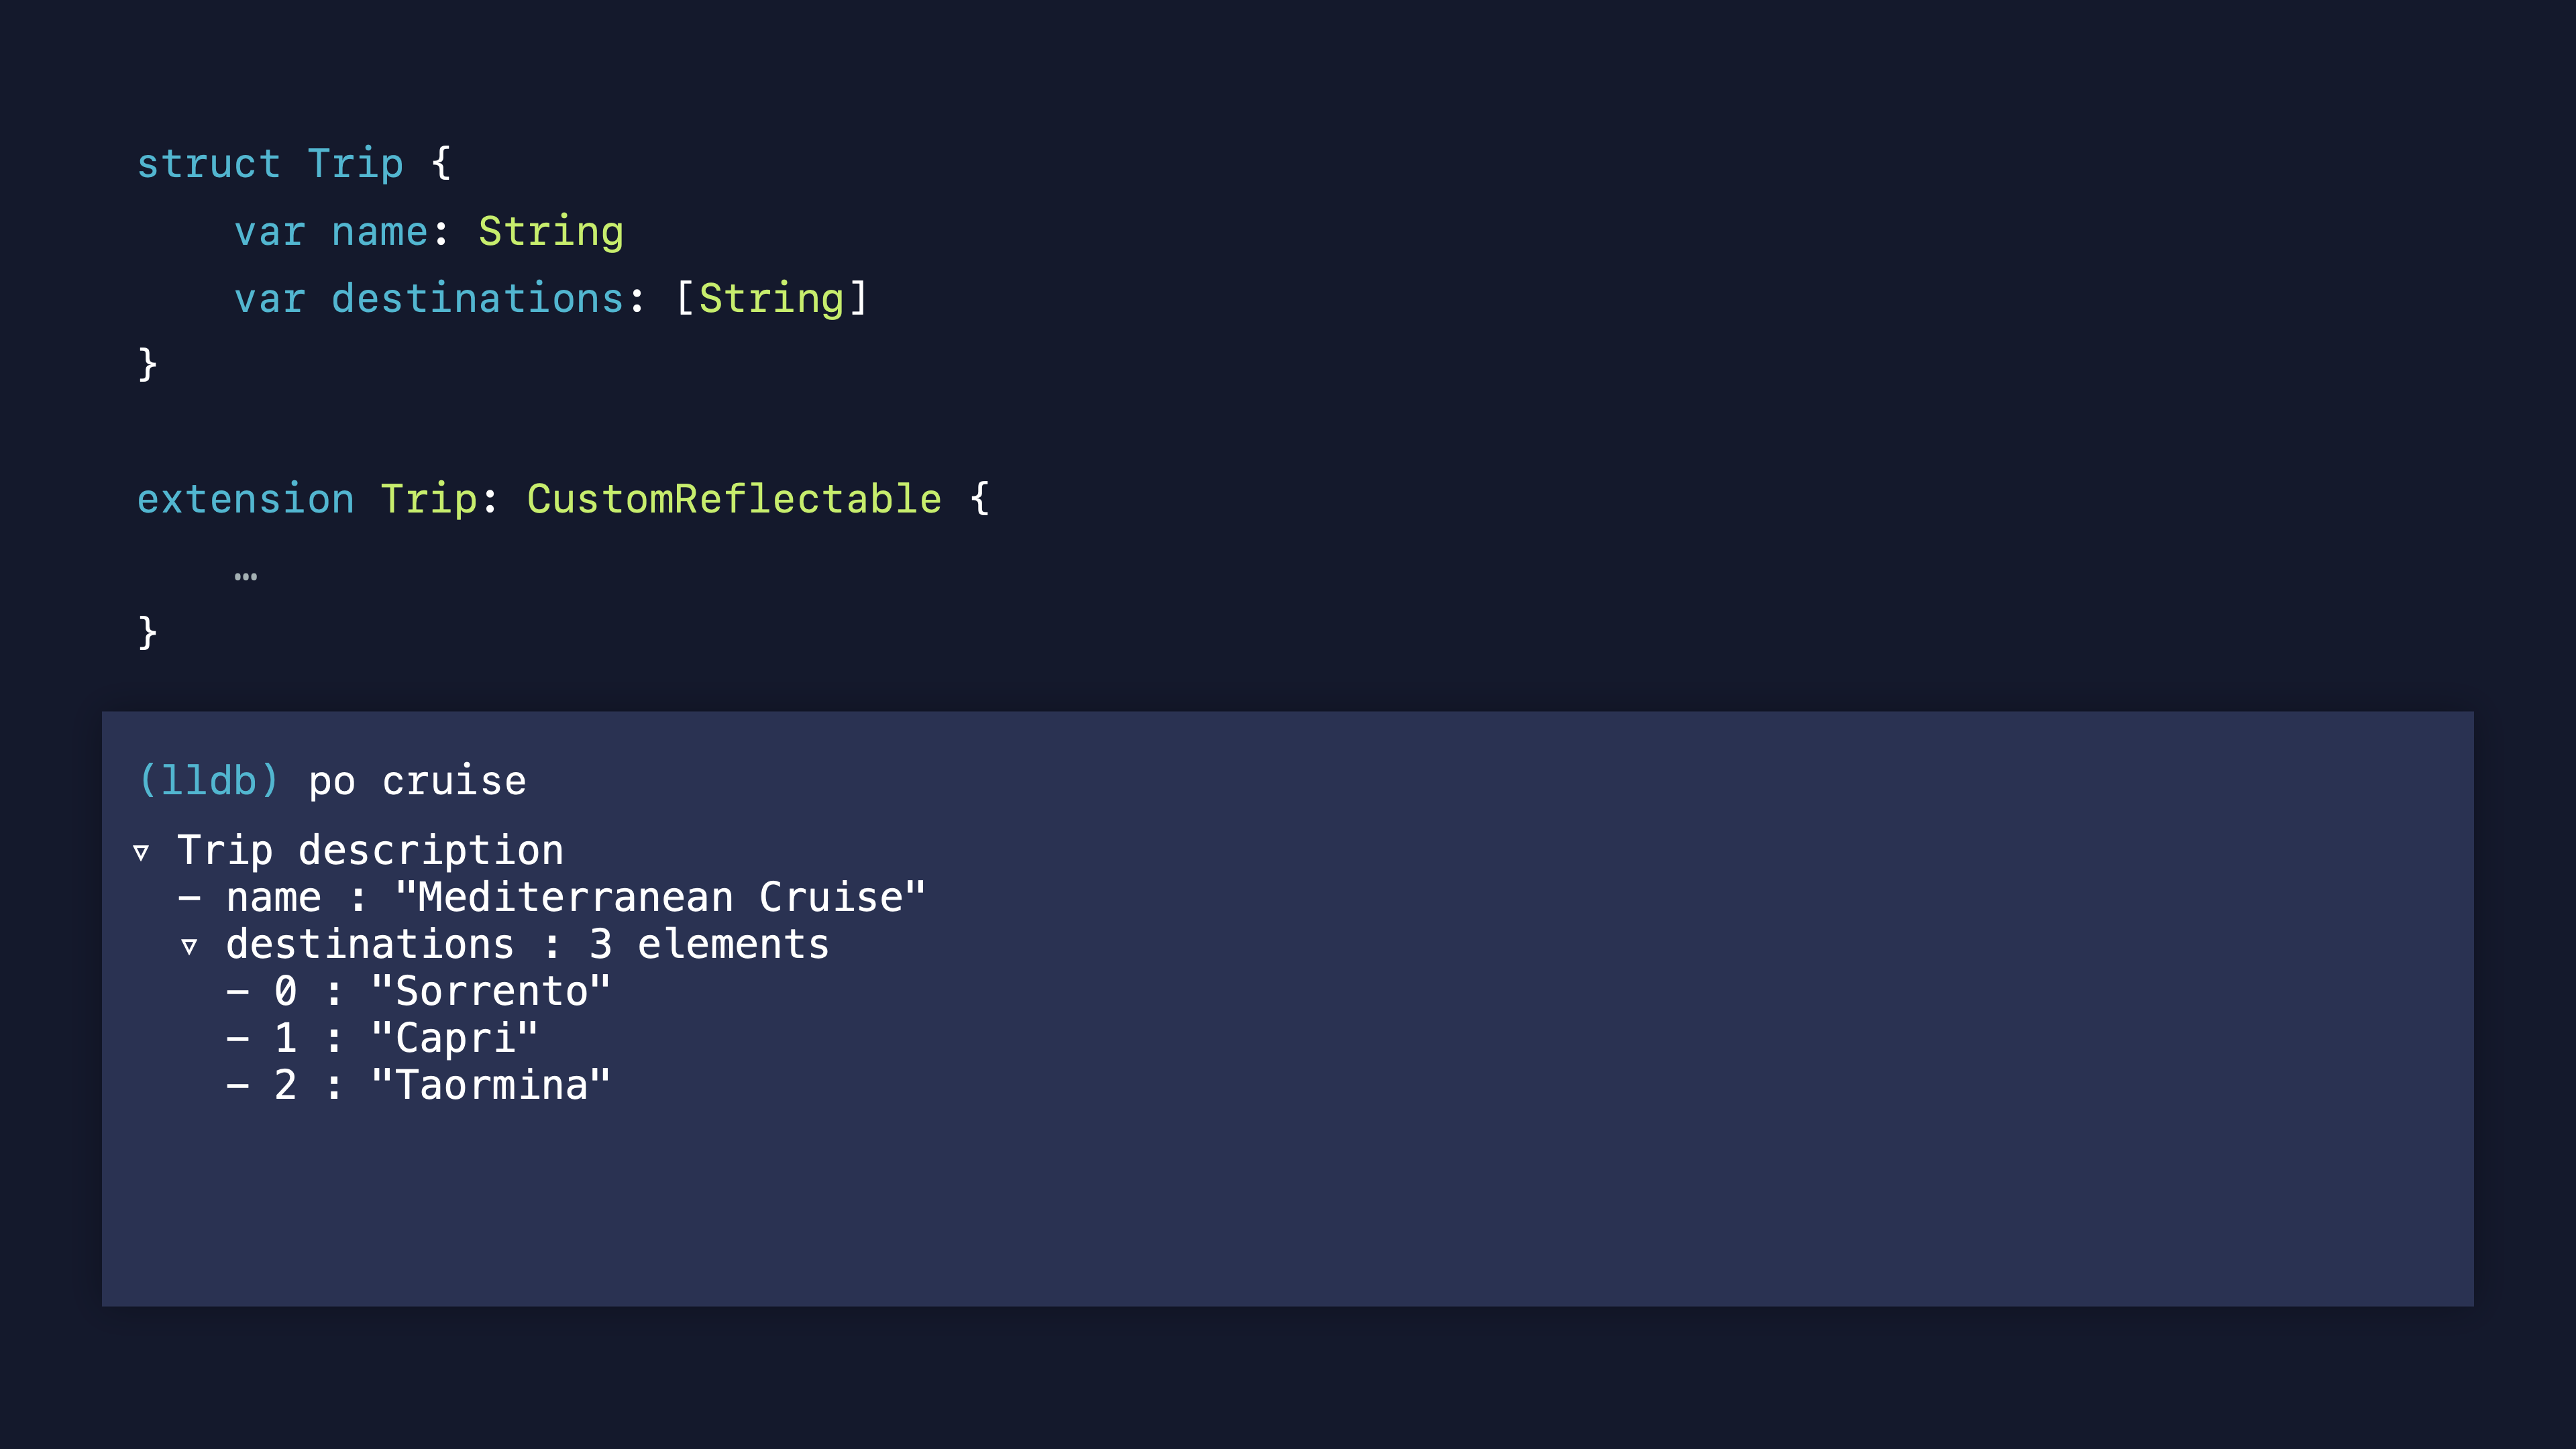 struct Trip {
    var name: String
    var destinations: [String]
}
extension Trip: CustomReflectable {
    …
}
(lldb) po cruise
▿ Trip description
  - name : "Mediterranean Cruise"
  ▿ destinations : 3 elements
    - 0 : "Sorrento"
    - 1 : "Capri"
    - 2 : "Taormina"